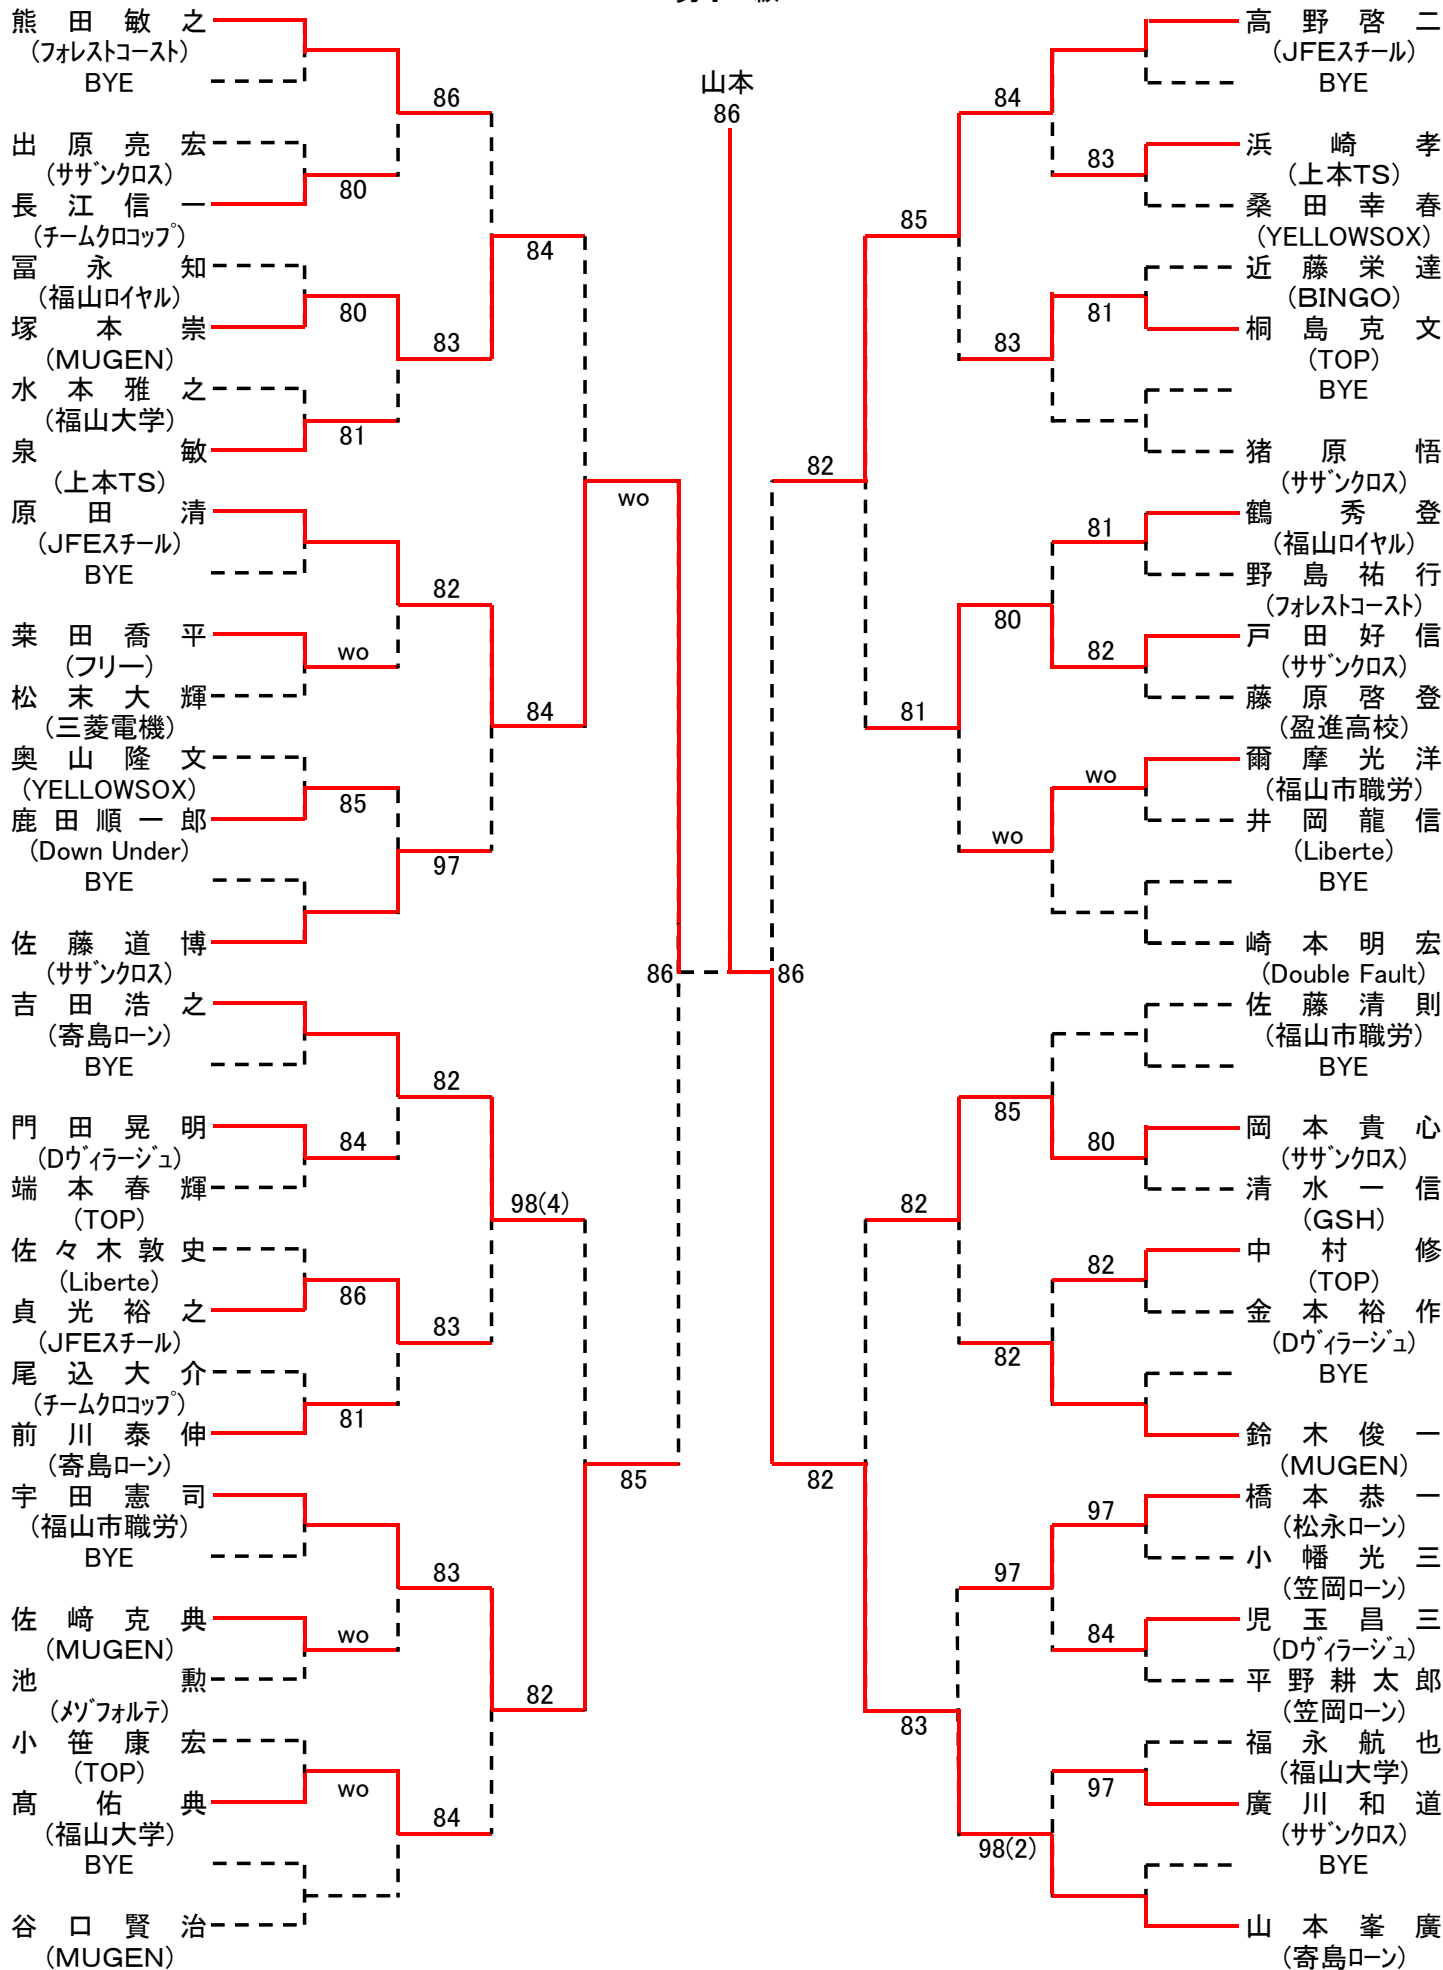 熊田敏之
(フォレストコースト)
BYE
出原亮宏
(サザンクロス)
長江信一
(チームクロコップ)
冨永知
(福山ロイヤル)
塚本崇
(MUGEN)
水本雅之
(福山大学)
泉敏
(上本TS)
原田清
(JFEスチール)
BYE
桒田喬平
(フリー)
松末大輝
(三菱電機)
奥山隆文
(YELLOWSOX)
鹿田順一郎
(Down Under)
BYE
佐藤道博
(サザンクロス)
吉田浩之
(寄島ローン)
BYE
門田晃明
(Dヴィラージュ)
端本春輝
(TOP)
佐々木敦史
(Liberte)
貞光裕之
(JFEスチール)
尾込大介
(チームクロコップ)
前川泰伸
(寄島ローン)
宇田憲司
(福山市職労)
BYE
佐﨑克典
(MUGEN)
池勲
(メゾフォルテ)
小笹康宏
(TOP)
髙佑典
(福山大学)
BYE
谷口賢治
(MUGEN)
80
80
81
wo
85
84
86
81
wo
wo
86
83
82
97
82
83
83
84
84
84
98(4)
82
wo
85
86
山本
86
86
82
82
85
81
82
83
84
83
80
wo
85
82
97
98(2)
83
81
81
82
wo
80
82
97
84
97
高野啓二
(JFEスチール)
BYE
浜崎孝
(上本TS)
桑田幸春
(YELLOWSOX)
近藤栄達
(BINGO)
桐島克文
(TOP)
BYE
猪原悟
(サザンクロス)
鶴秀登
(福山ロイヤル)
野島祐行
(フォレストコースト)
戸田好信
(サザンクロス)
藤原啓登
(盈進高校)
爾摩光洋
(福山市職労)
井岡龍信
(Liberte)
BYE
崎本明宏
(Double Fault)
佐藤清則
(福山市職労)
BYE
岡本貴心
(サザンクロス)
清水一信
(GSH)
中村修
(TOP)
金本裕作
(Dヴィラージュ)
BYE
鈴木俊一
(MUGEN)
橋本恭一
(松永ローン)
小幡光三
(笠岡ローン)
児玉昌三
(Dヴィラージュ)
平野耕太郎
(笠岡ローン)
福永航也
(福山大学)
廣川和道
(サザンクロス)
BYE
山本峯廣
(寄島ローン)